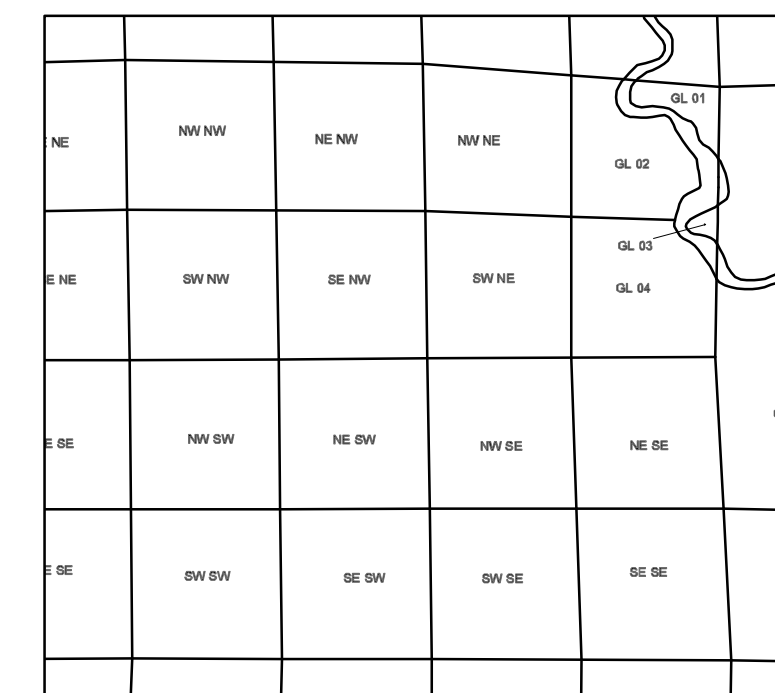 GL 01
NE
NW NW
NE NW
NW NE
GL 02
GL 03
E NE
SW NW
SE NW
SW NE
GL 04
E SE
NW SW
NE SW
NW SE
NE SE
E SE
SW SW
SE SW
SW SE
SE SE